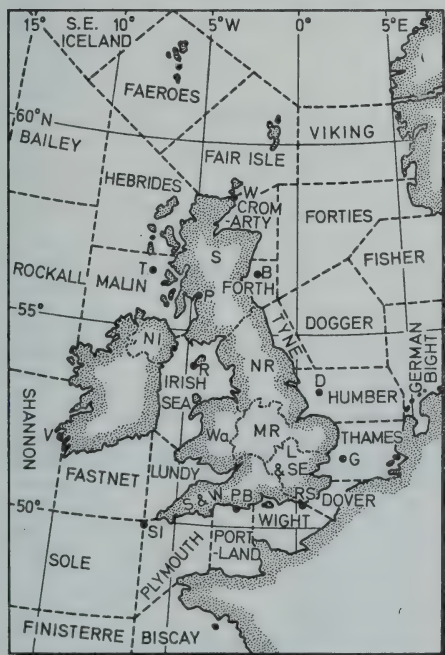 15° S.E. 10° 5°W 0° 5°E
ICELAND
FAEROES
60°N
VIKING
BAILEY
FAIR ISLE
HEBRIDES
W
CROM-
ARTY
FORTIES
S
FISHER
T
B
ROCKALL
MALIN
P
FORTH
55°
TYNE
DOGGER
NI
GERMAN
BIGHT
R
NR
IRISH
SEA
D
HUMBER
SHANNON
Wa
MR
THAMES
V
L
& SE
G
FASTNET
LUNDY
S & W
PB
RS
DOVER
50°
SI
WIGHT
PLYMOUTH
PORT
-LAND
SOLE
FINISTERRE
BISCAY